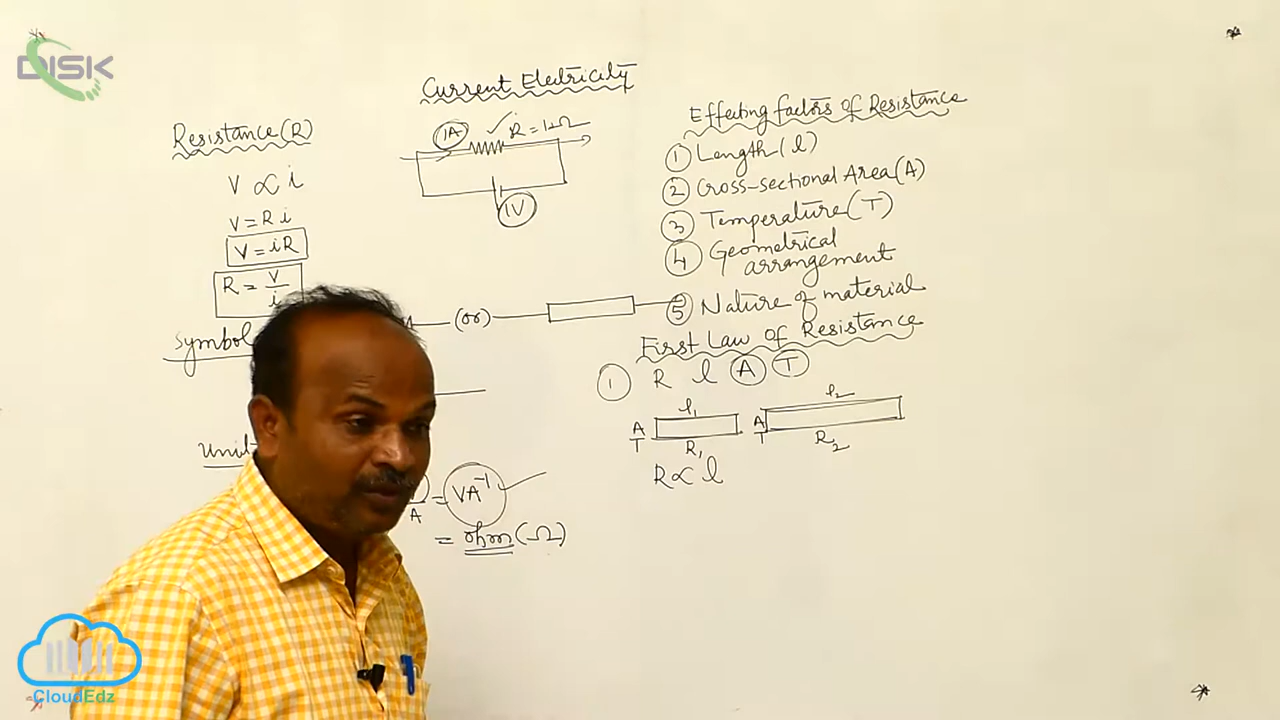 DISK
Current Electricity
Resistance (R)
V ∝ i
V = R i
V = iR
R = V/i
Symbol
Unit
1A
R = 1Ω
1V
(or)
A
= VA⁻¹
= ohm (Ω)
Effecting factors of Resistance
① Length (l)
② Cross-sectional Area (A)
③ Temperature (T)
④ Geometrical
arrangement
⑤ Nature of material
First Law of Resistance
① R l A T
l₁
A
T
R₁
l₂
A
T
R₂
R ∝ l
CloudEdz